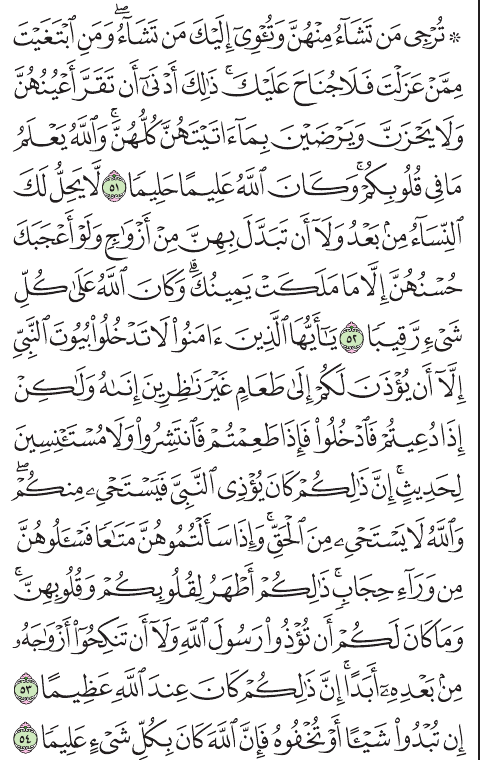 ۞ تُرْجِى مَن تَشَآءُ مِنْهُنَّ وَتُـْٔوِىٓ إِلَيْكَ مَن تَشَآءُۖ وَمَنِ ٱبْتَغَيْتَ
مِمَّنْ عَزَلْتَ فَلَا جُنَاحَ عَلَيْكَۚ ذَٰلِكَ أَدْنَىٰٓ أَن تَقَرَّ أَعْيُنُهُنَّ
وَلَا يَحْزَنَّ وَيَرْضَيْنَ بِمَآ ءَاتَيْتَهُنَّ كُلُّهُنَّۚ وَٱللَّهُ يَعْلَمُ
مَا فِى قُلُوبِكُمْۚ وَكَانَ ٱللَّهُ عَلِيمًا حَلِيمًا ٥١ لَّا يَحِلُّ لَكَ
ٱلنِّسَآءُ مِنۢ بَعْدُ وَلَآ أَن تَبَدَّلَ بِهِنَّ مِنْ أَزْوَٰجٍ وَلَوْ أَعْجَبَكَ
حُسْنُهُنَّ إِلَّا مَا مَلَكَتْ يَمِينُكَۗ وَكَانَ ٱللَّهُ عَلَىٰ كُلِّ
شَىْءٍ رَّقِيبًا ٥٢ يَٰٓأَيُّهَا ٱلَّذِينَ ءَامَنُوا۟ لَا تَدْخُلُوا۟ بُيُوتَ ٱلنَّبِىِّ
إِلَّآ أَن يُؤْذَنَ لَكُمْ إِلَىٰ طَعَامٍ غَيْرَ نَٰظِرِينَ إِنَىٰهُ وَلَٰكِنْ
إِذَا دُعِيتُمْ فَٱدْخُلُوا۟ فَإِذَا طَعِمْتُمْ فَٱنتَشِرُوا۟ وَلَا مُسْتَـْٔنِسِينَ
لِحَدِيثٍۚ إِنَّ ذَٰلِكُمْ كَانَ يُؤْذِى ٱلنَّبِىَّ فَيَسْتَحْىِۦ مِنكُمْۖ
وَٱللَّهُ لَا يَسْتَحْىِۦ مِنَ ٱلْحَقِّۚ وَإِذَا سَأَلْتُمُوهُنَّ مَتَٰعًا فَسْـَٔلُوهُنَّ
مِن وَرَآءِ حِجَابٍۚ ذَٰلِكُمْ أَطْهَرُ لِقُلُوبِكُمْ وَقُلُوبِهِنَّۚ
وَمَا كَانَ لَكُمْ أَن تُؤْذُوا۟ رَسُولَ ٱللَّهِ وَلَآ أَن تَنكِحُوٓا۟ أَزْوَٰجَهُۥ
مِنۢ بَعْدِهِۦٓ أَبَدًاۚ إِنَّ ذَٰلِكُمْ كَانَ عِندَ ٱللَّهِ عَظِيمًا ٥٣
إِن تُبْدُوا۟ شَيْـًٔا أَوْ تُخْفُوهُ فَإِنَّ ٱللَّهَ كَانَ بِكُلِّ شَىْءٍ عَلِيمًا ٥٤